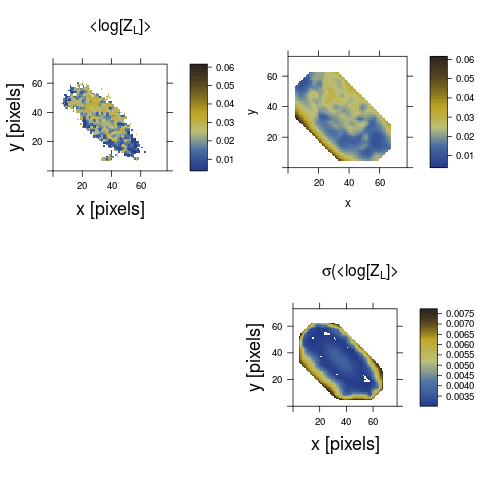 <log[Z_L]>
60
40
20
20 40 60
x [pixels]
y [pixels]
0.06
0.05
0.04
0.03
0.02
0.01
60
40
20
20 40 60
x
y
0.06
0.05
0.04
0.03
0.02
0.01
σ(<log[Z_L]>
60
40
20
20 40 60
x [pixels]
y [pixels]
0.0075
0.0070
0.0065
0.0060
0.0055
0.0050
0.0045
0.0040
0.0035